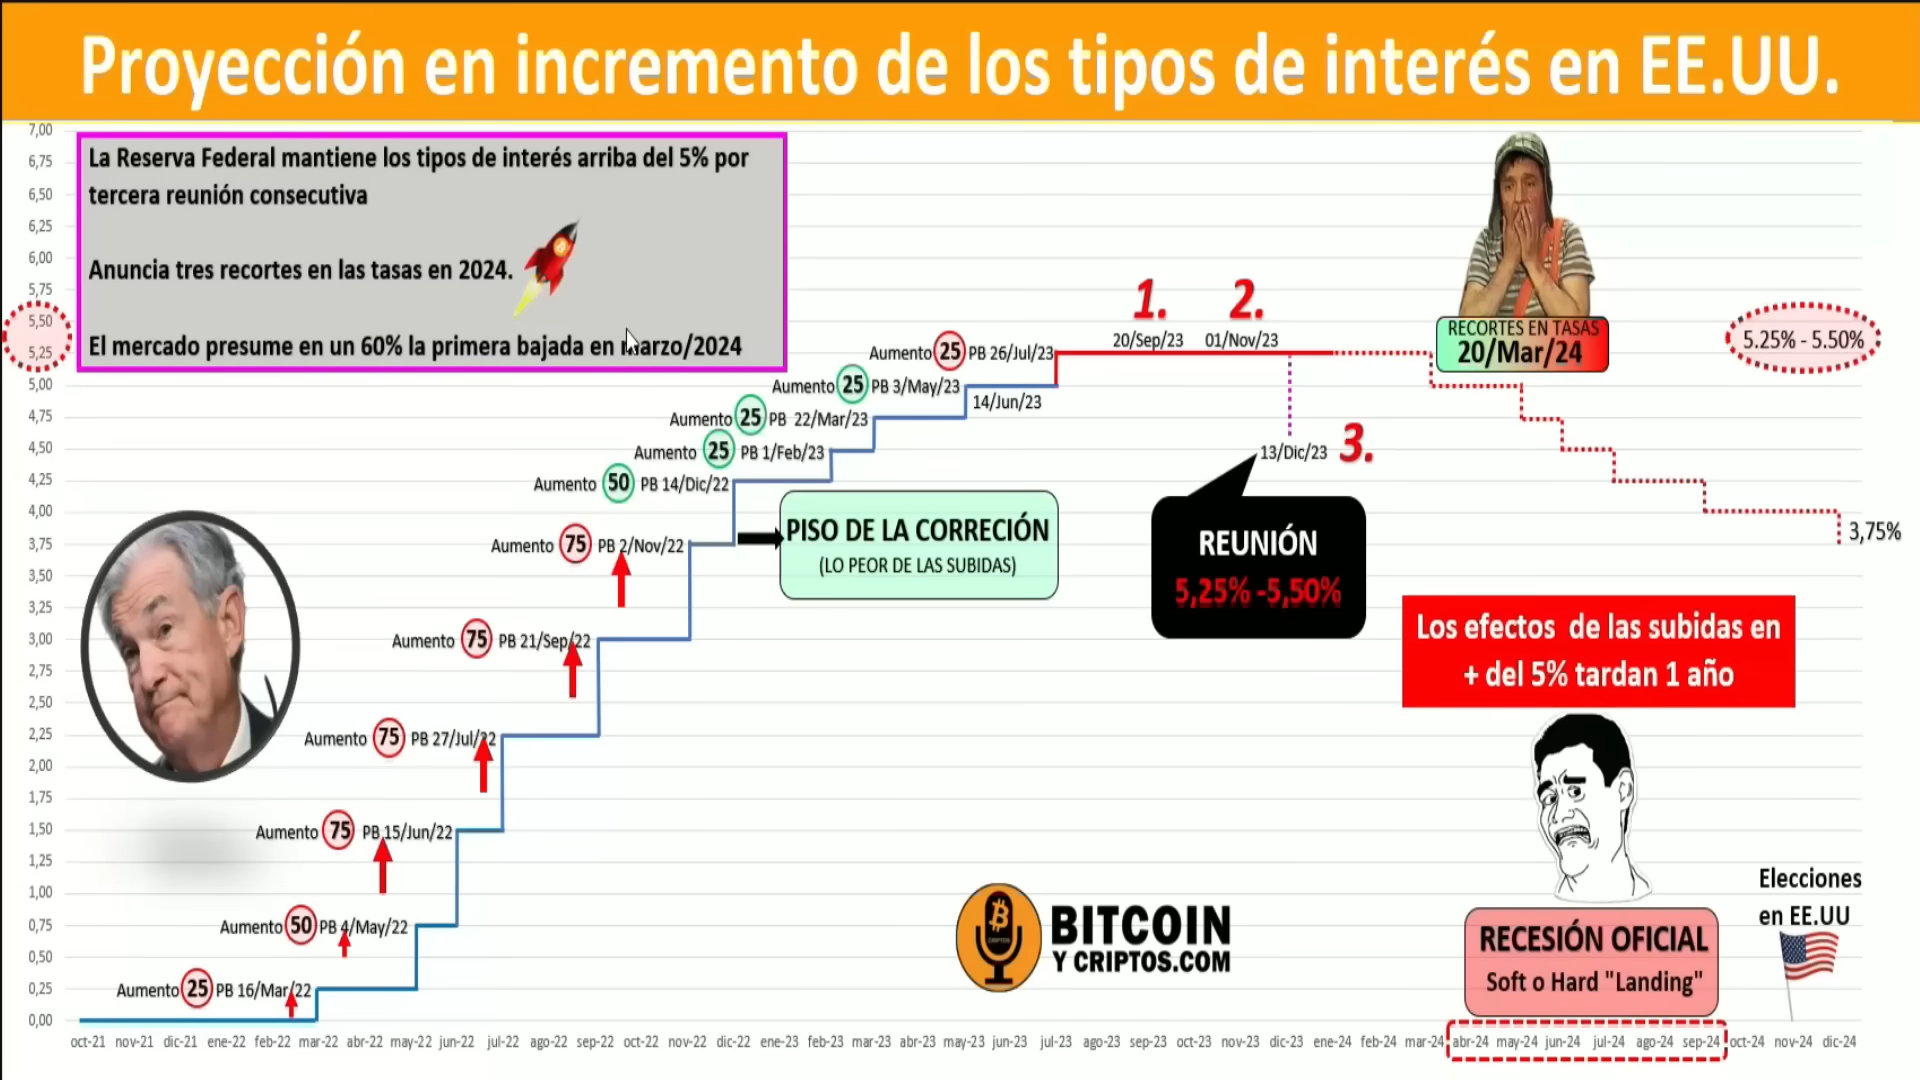 Proyección en incremento de los tipos de interés en EE.UU.
7,00
6,75
6,50
6,25
6,00
5,75
5,50
5,25
5,00
4,75
4,50
4,25
4,00
3,75
3,50
3,25
3,00
2,75
2,50
2,25
2,00
1,75
1,50
1,25
1,00
0,75
0,50
0,25
0,00
La Reserva Federal mantiene los tipos de interés arriba del 5% por
tercera reunión consecutiva
Anuncia tres recortes en las tasas en 2024.
El mercado presume en un 60% la primera bajada en marzo/2024
1.
2.
20/Sep/23
01/Nov/23
RECORTES EN TASAS
20/Mar/24
5.25% - 5.50%
Aumento 25 PB 26/Jul/23
Aumento 25 PB 3/May/23
14/Jun/23
Aumento 25 PB 22/Mar/23
Aumento 25 PB 1/Feb/23
13/Dic/23
3.
Aumento 50 PB 14/Dic/22
PISO DE LA CORRECIÓN
(LO PEOR DE LAS SUBIDAS)
REUNIÓN
5,25% -5,50%
3,75%
Aumento 75 PB 2/Nov/22
Aumento 75 PB 21/Sep/22
Los efectos de las subidas en
+ del 5% tardan 1 año
Aumento 75 PB 27/Jul/22
Aumento 75 PB 15/Jun/22
Aumento 50 PB 4/May/22
Aumento 25 PB 16/Mar/22
B
CRIPTOS
BITCOIN
Y CRIPTOS.COM
RECESIÓN OFICIAL
Soft o Hard "Landing"
Elecciones
en EE.UU
oct-21 nov-21 dic-21 ene-22 feb-22 mar-22 abr-22 may-22 jun-22 jul-22 ago-22 sep-22 oct-22 nov-22 dic-22 ene-23 feb-23 mar-23 abr-23 may-23 jun-23 jul-23 ago-23 sep-23 oct-23 nov-23 dic-23 ene-24 feb-24 mar-24 abr-24 may-24 jun-24 jul-24 ago-24 sep-24 oct-24 nov-24 dic-24